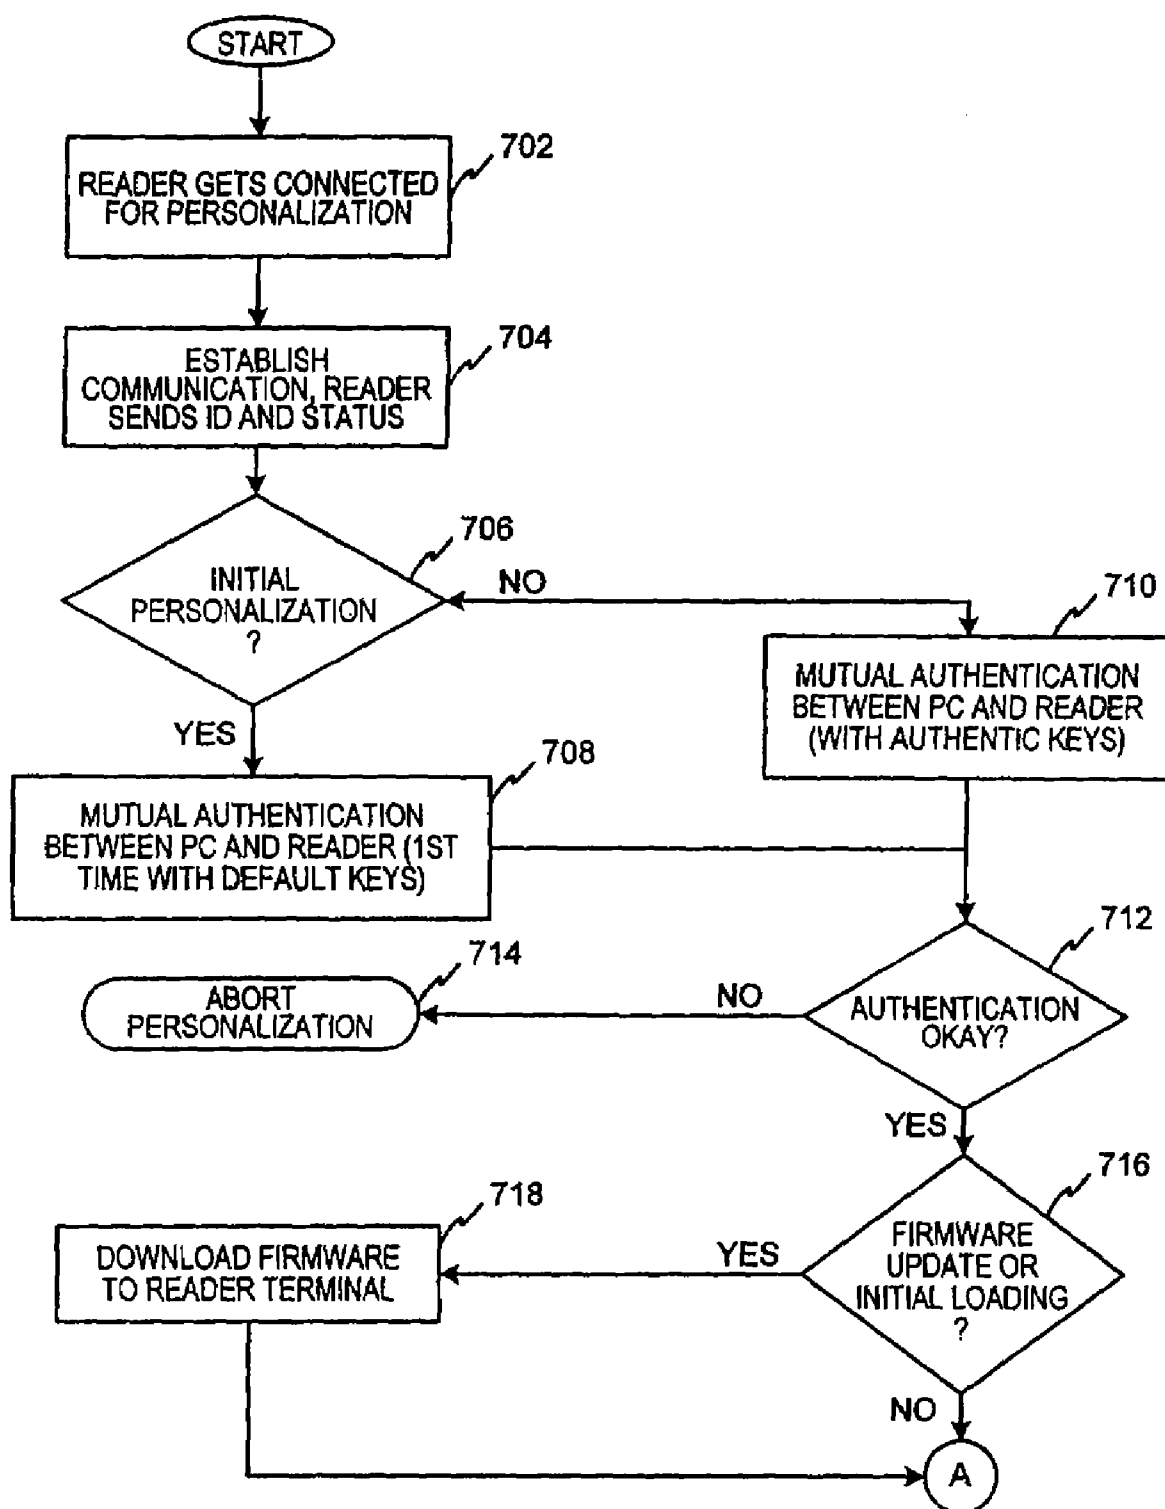 START
702
READER GETS CONNECTED
FOR PERSONALIZATION
704
ESTABLISH
COMMUNICATION, READER
SENDS ID AND STATUS
706
INITIAL
PERSONALIZATION
?
NO
710
MUTUAL AUTHENTICATION
BETWEEN PC AND READER
(WITH AUTHENTIC KEYS)
YES
708
MUTUAL AUTHENTICATION
BETWEEN PC AND READER (1ST
TIME WITH DEFAULT KEYS)
712
AUTHENTICATION
OKAY?
NO
714
ABORT
PERSONALIZATION
YES
716
FIRMWARE
UPDATE OR
INITIAL LOADING
?
YES
718
DOWNLOAD FIRMWARE
TO READER TERMINAL
NO
A